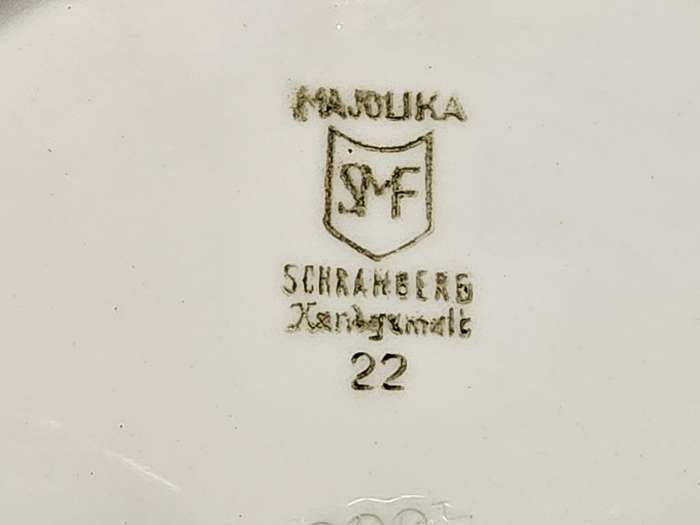 MAJOLIKA
SMF
SCHRAMBERG
Handgemalt
22